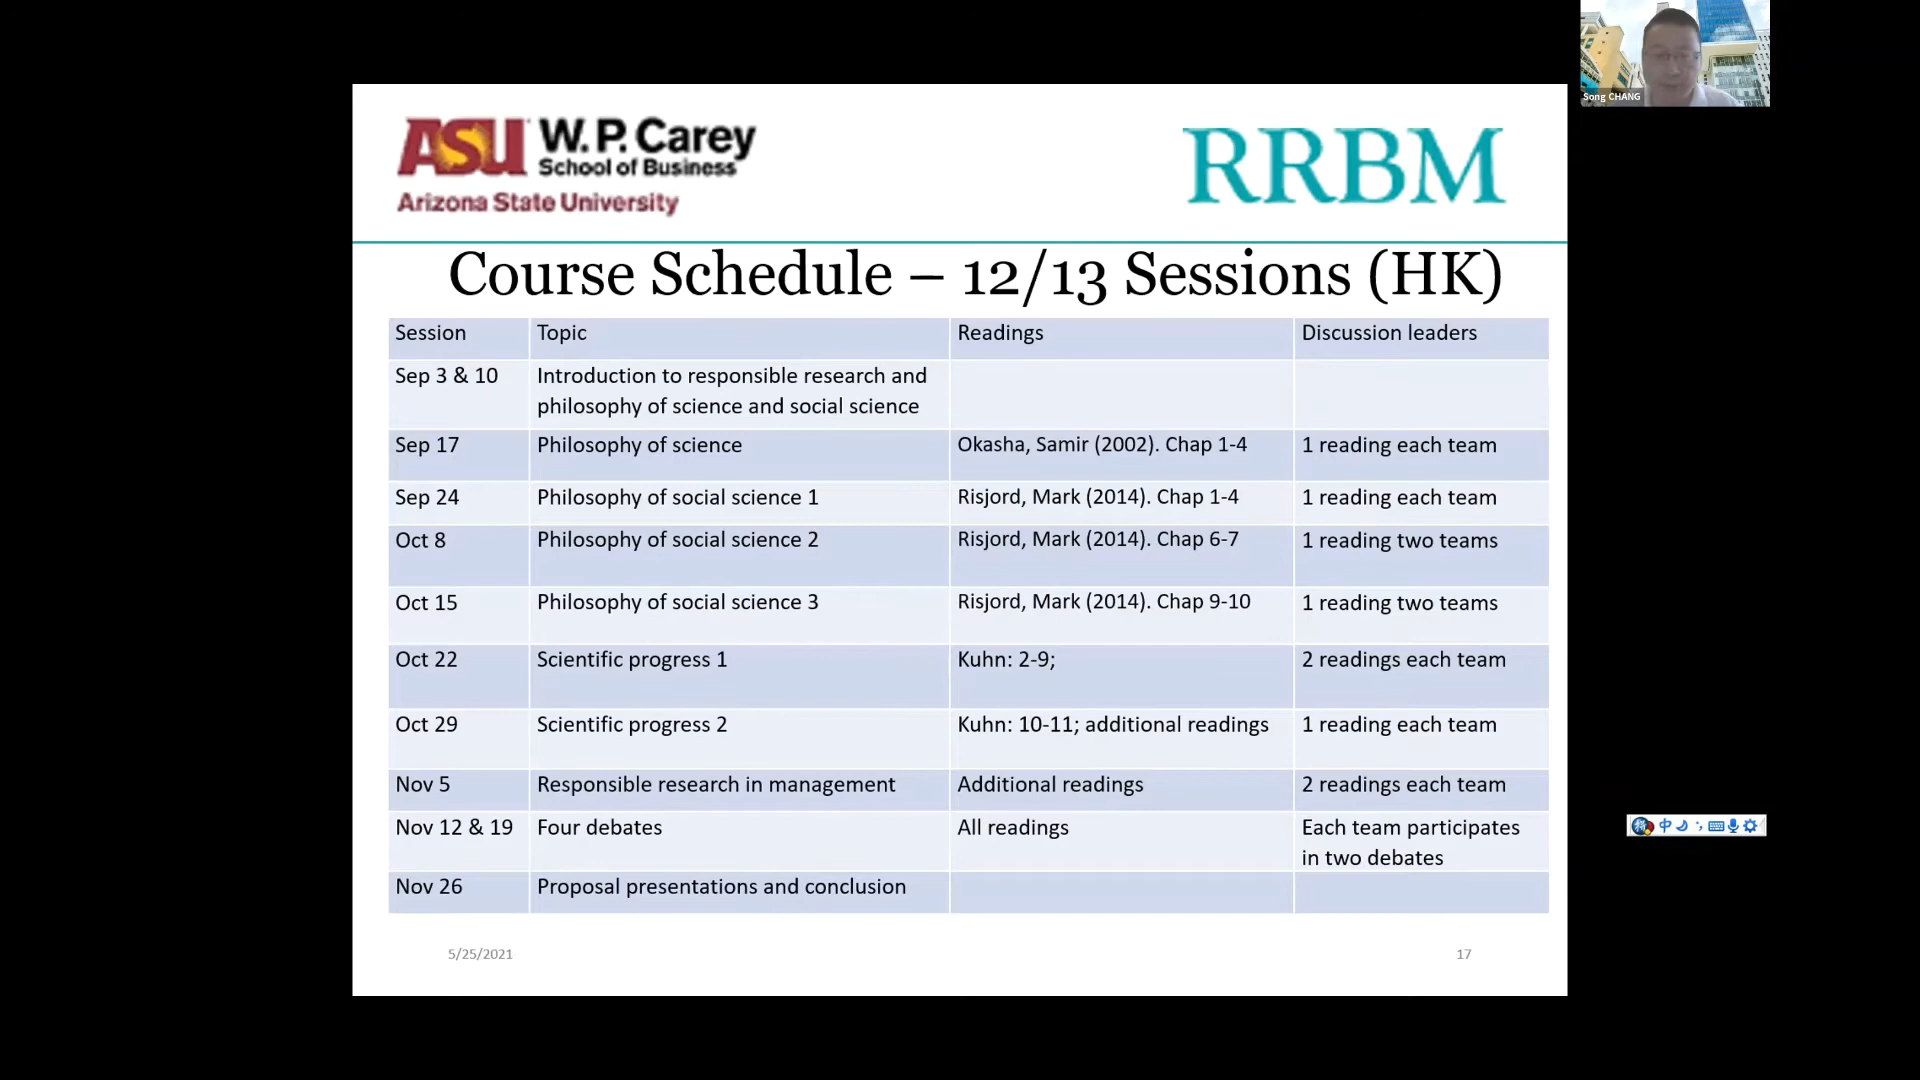 Song CHANG
ASU W. P. Carey
School of Business
Arizona State University
RRBM
Course Schedule – 12/13 Sessions (HK)
Session Topic Readings Discussion leaders
Sep 3 & 10 Introduction to responsible research and
philosophy of science and social science
Sep 17 Philosophy of science Okasha, Samir (2002). Chap 1-4 1 reading each team
Sep 24 Philosophy of social science 1 Risjord, Mark (2014). Chap 1-4 1 reading each team
Oct 8 Philosophy of social science 2 Risjord, Mark (2014). Chap 6-7 1 reading two teams
Oct 15 Philosophy of social science 3 Risjord, Mark (2014). Chap 9-10 1 reading two teams
Oct 22 Scientific progress 1 Kuhn: 2-9; 2 readings each team
Oct 29 Scientific progress 2 Kuhn: 10-11; additional readings 1 reading each team
Nov 5 Responsible research in management Additional readings 2 readings each team
Nov 12 & 19 Four debates All readings Each team participates
in two debates
Nov 26 Proposal presentations and conclusion
5/25/2021 17
中